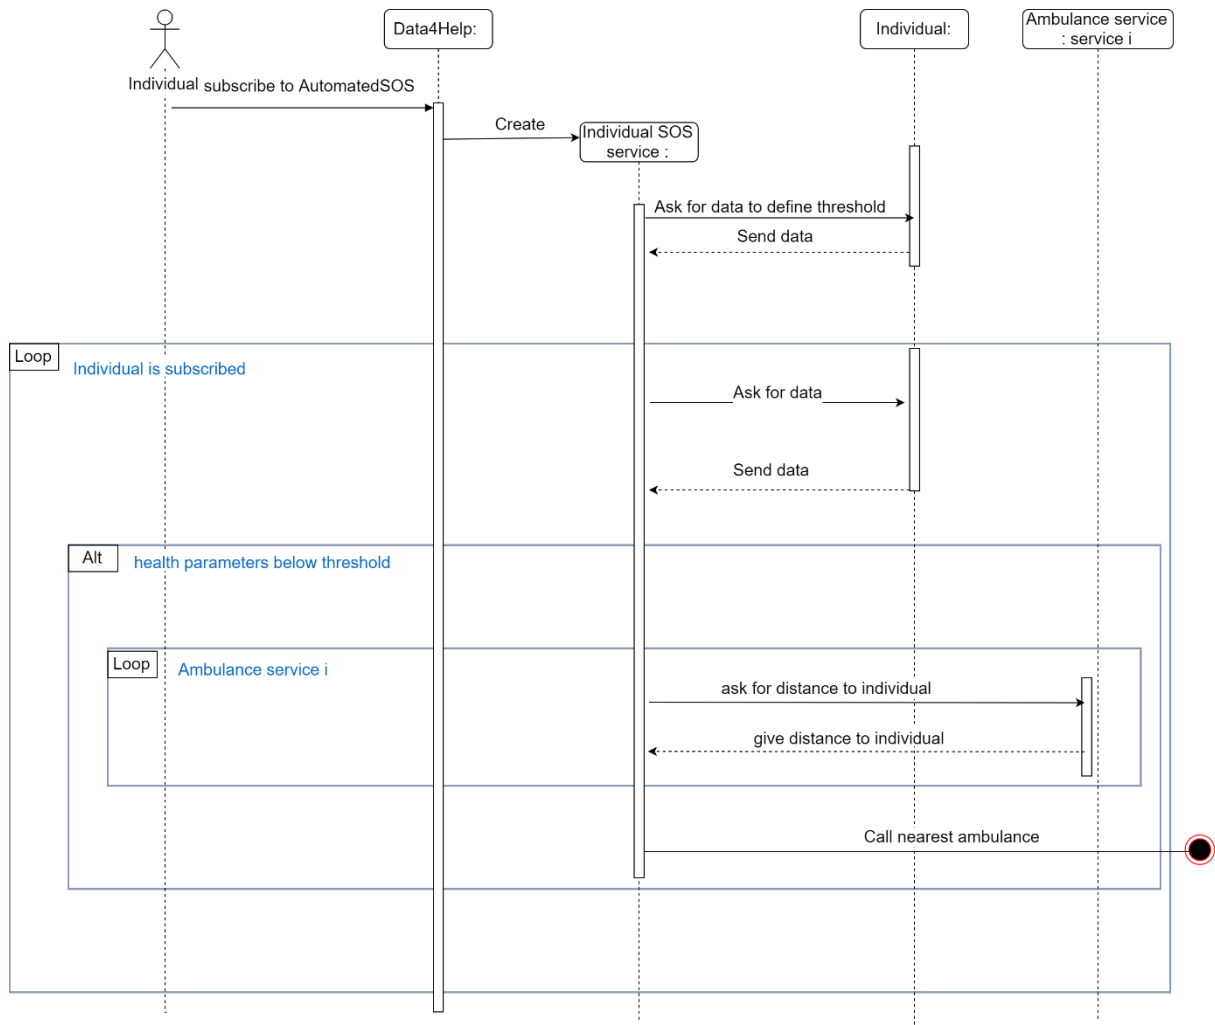 Data4Help:
Individual:
Ambulance service
: service i
Individual
subscribe to AutomatedSOS
Create
Individual SOS
service :
Ask for data to define threshold
Send data
Loop
Individual is subscribed
Ask for data
Send data
Alt
health parameters below threshold
Loop
Ambulance service i
ask for distance to individual
give distance to individual
Call nearest ambulance